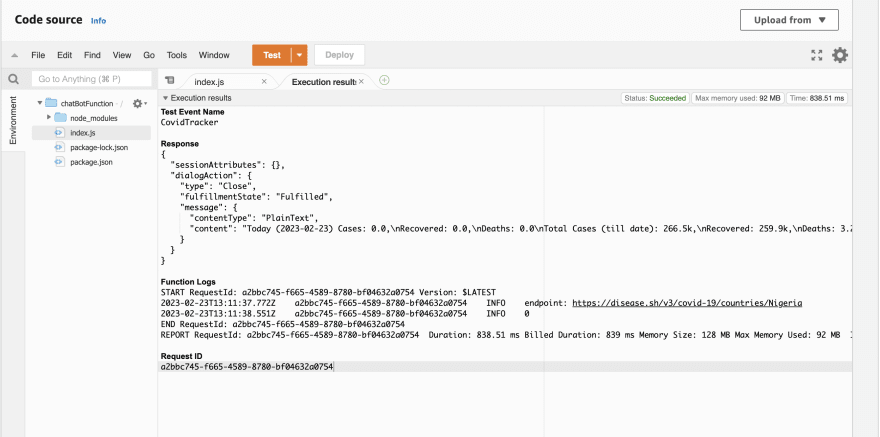 Code source Info
Upload from ▼
File Edit Find View Go Tools Window Test Deploy
Go to Anything (⌘ P)
index.js × Execution results ×
Environment
chatBotFunction - /
node_modules
index.js
package-lock.json
package.json
▼ Execution results
Status: Succeeded Max memory used: 92 MB Time: 838.51 ms
Test Event Name
CovidTracker
Response
{
"sessionAttributes": {},
"dialogAction": {
"type": "Close",
"fulfillmentState": "Fulfilled",
"message": {
"contentType": "PlainText",
"content": "Today (2023-02-23) Cases: 0.0,\nRecovered: 0.0,\nDeaths: 0.0\nTotal Cases (till date): 266.5k,\nRecovered: 259.9k,\nDeaths: 3.2
}
}
}
Function Logs
START RequestId: a2bbc745-f665-4589-8780-bf04632a0754 Version: $LATEST
2023-02-23T13:11:37.772Z a2bbc745-f665-4589-8780-bf04632a0754 INFO endpoint: https://disease.sh/v3/covid-19/countries/Nigeria
2023-02-23T13:11:38.551Z a2bbc745-f665-4589-8780-bf04632a0754 INFO 0
END RequestId: a2bbc745-f665-4589-8780-bf04632a0754
REPORT RequestId: a2bbc745-f665-4589-8780-bf04632a0754 Duration: 838.51 ms Billed Duration: 839 ms Memory Size: 128 MB Max Memory Used: 92 MB
Request ID
a2bbc745-f665-4589-8780-bf04632a0754